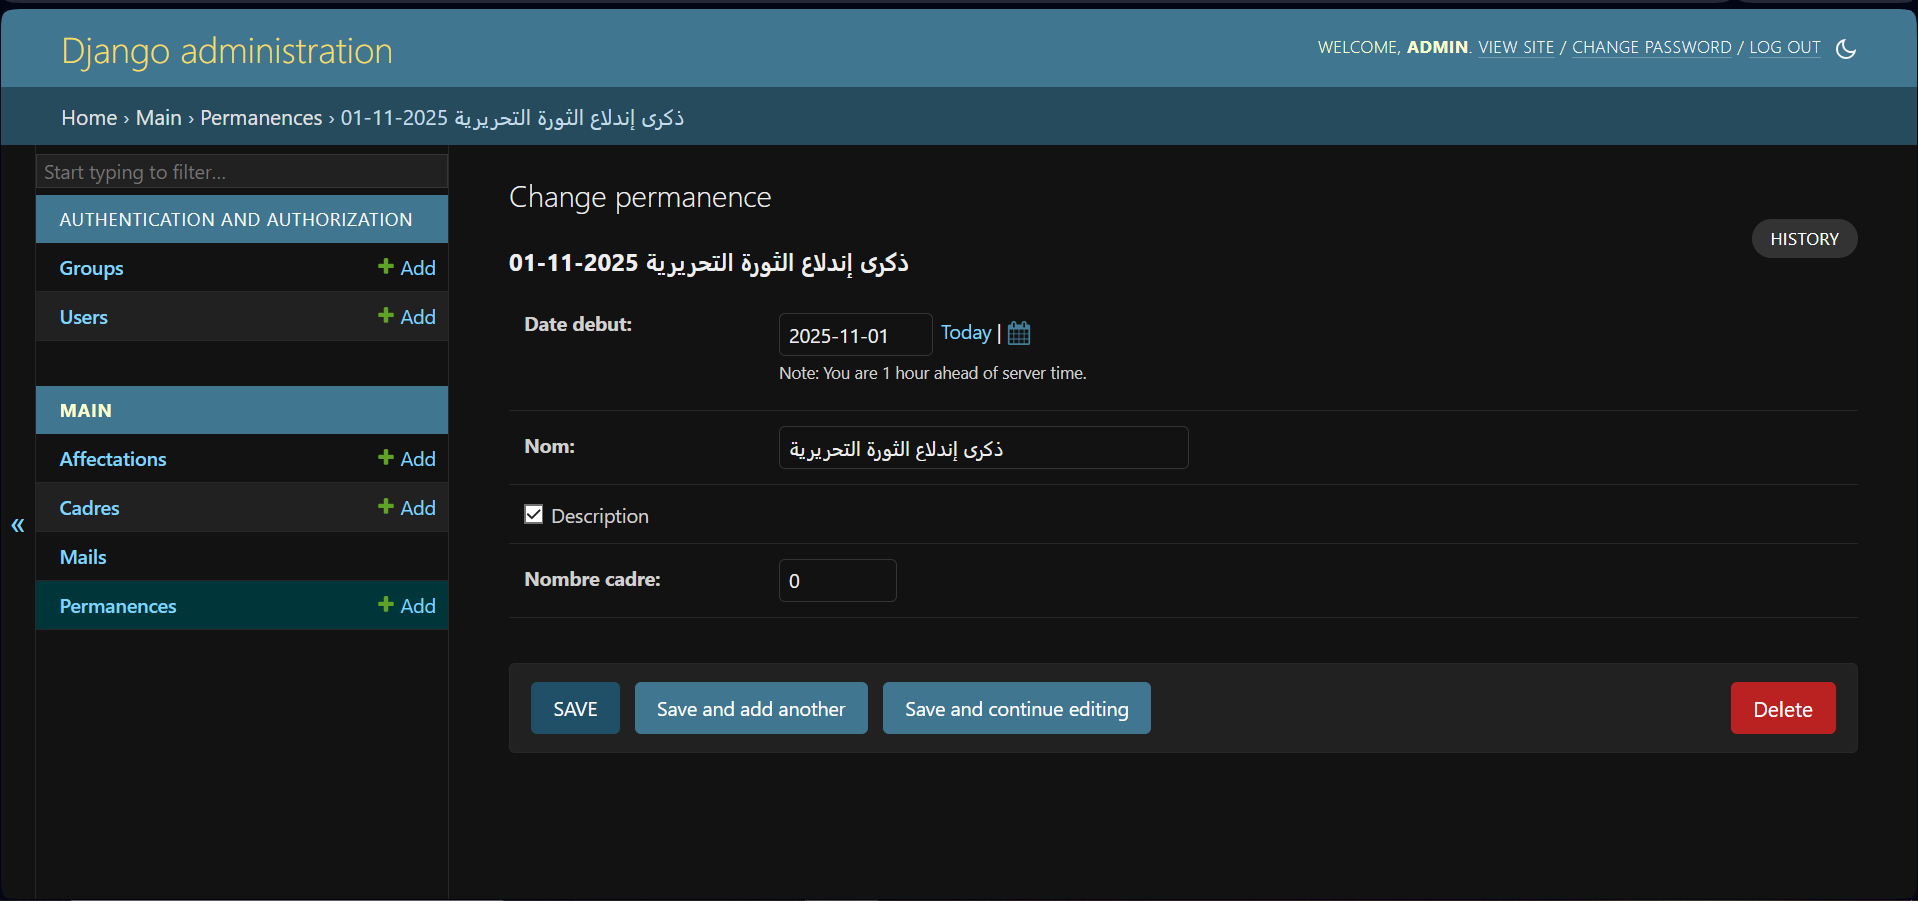 Django administration
WELCOME, ADMIN. VIEW SITE / CHANGE PASSWORD / LOG OUT
Home › Main › Permanences › 01-11-2025 ذكرى إندلاع الثورة التحريرية
Start typing to filter...
AUTHENTICATION AND AUTHORIZATION
Groups
Add
Users
Add
MAIN
Affectations
Add
Cadres
Add
Mails
Permanences
Add
«
Change permanence
HISTORY
01-11-2025 ذكرى إندلاع الثورة التحريرية
Date debut:
2025-11-01
Today |
Note: You are 1 hour ahead of server time.
Nom:
ذكرى إندلاع الثورة التحريرية
Description
Nombre cadre:
0
SAVE
Save and add another
Save and continue editing
Delete